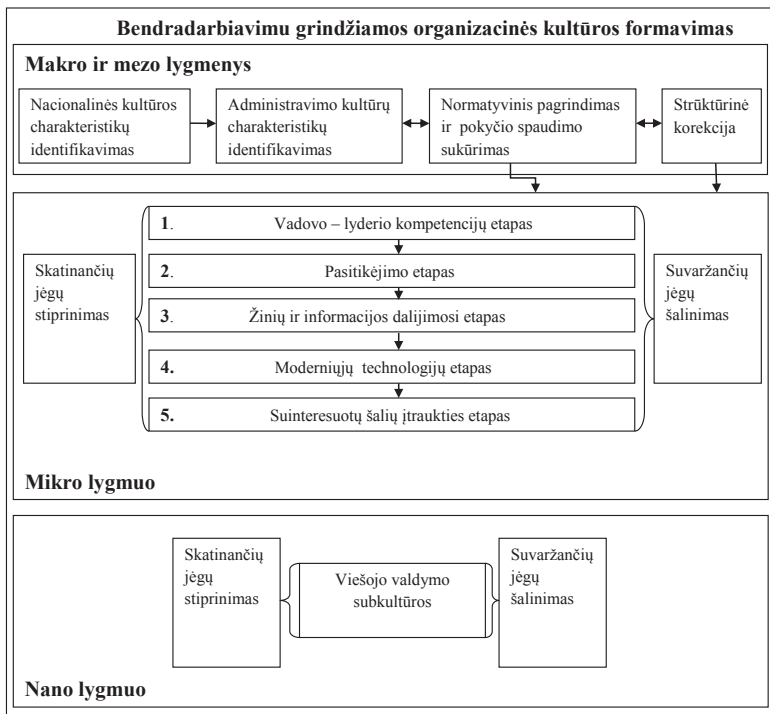 Bendradarbiavimu grindžiamos organizacinės kultūros formavimas
Makro ir mezo lygmenys
Nacionalinės kultūros
charakteristikų
identifikavimas
Administravimo kultūrų
charakteristikų
identifikavimas
Normatyvinis pagrindimas
ir pokyčio spaudimo
sukūrimas
Strūktūrinė
korekcija
Skatinančių
jėgų
stiprinimas
1. Vadovo – lyderio kompetencijų etapas
2. Pasitikėjimo etapas
3. Žinių ir informacijos dalijimosi etapas
4. Moderniųjų technologijų etapas
5. Suinteresuotų šalių įtraukties etapas
Suvaržančių
jėgų
šalinimas
Mikro lygmuo
Skatinančių
jėgų
stiprinimas
Viešojo valdymo
subkultūros
Suvaržančių
jėgų
šalinimas
Nano lygmuo